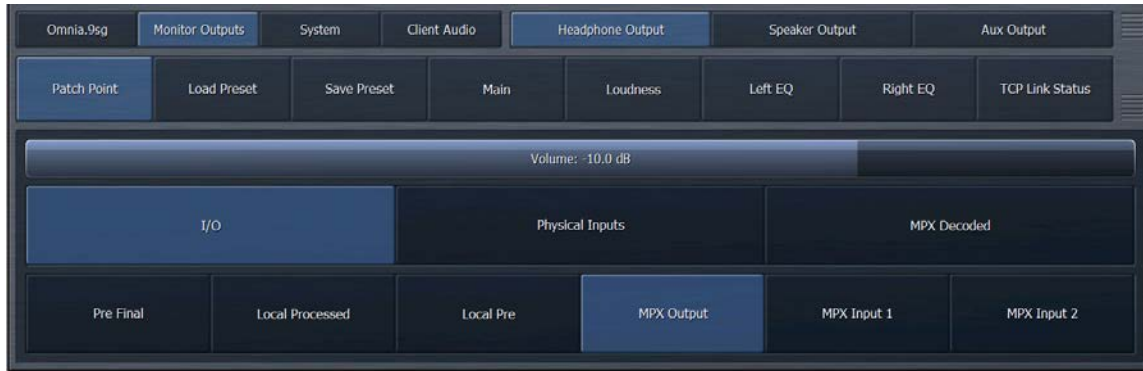 Omnia.9sg Monitor Outputs System Client Audio Headphone Output Speaker Output Aux Output
Patch Point Load Preset Save Preset Main Loudness Left EQ Right EQ TCP Link Status
Volume: -10.0 dB
I/O Physical Inputs MPX Decoded
Pre Final Local Processed Local Pre MPX Output MPX Input 1 MPX Input 2